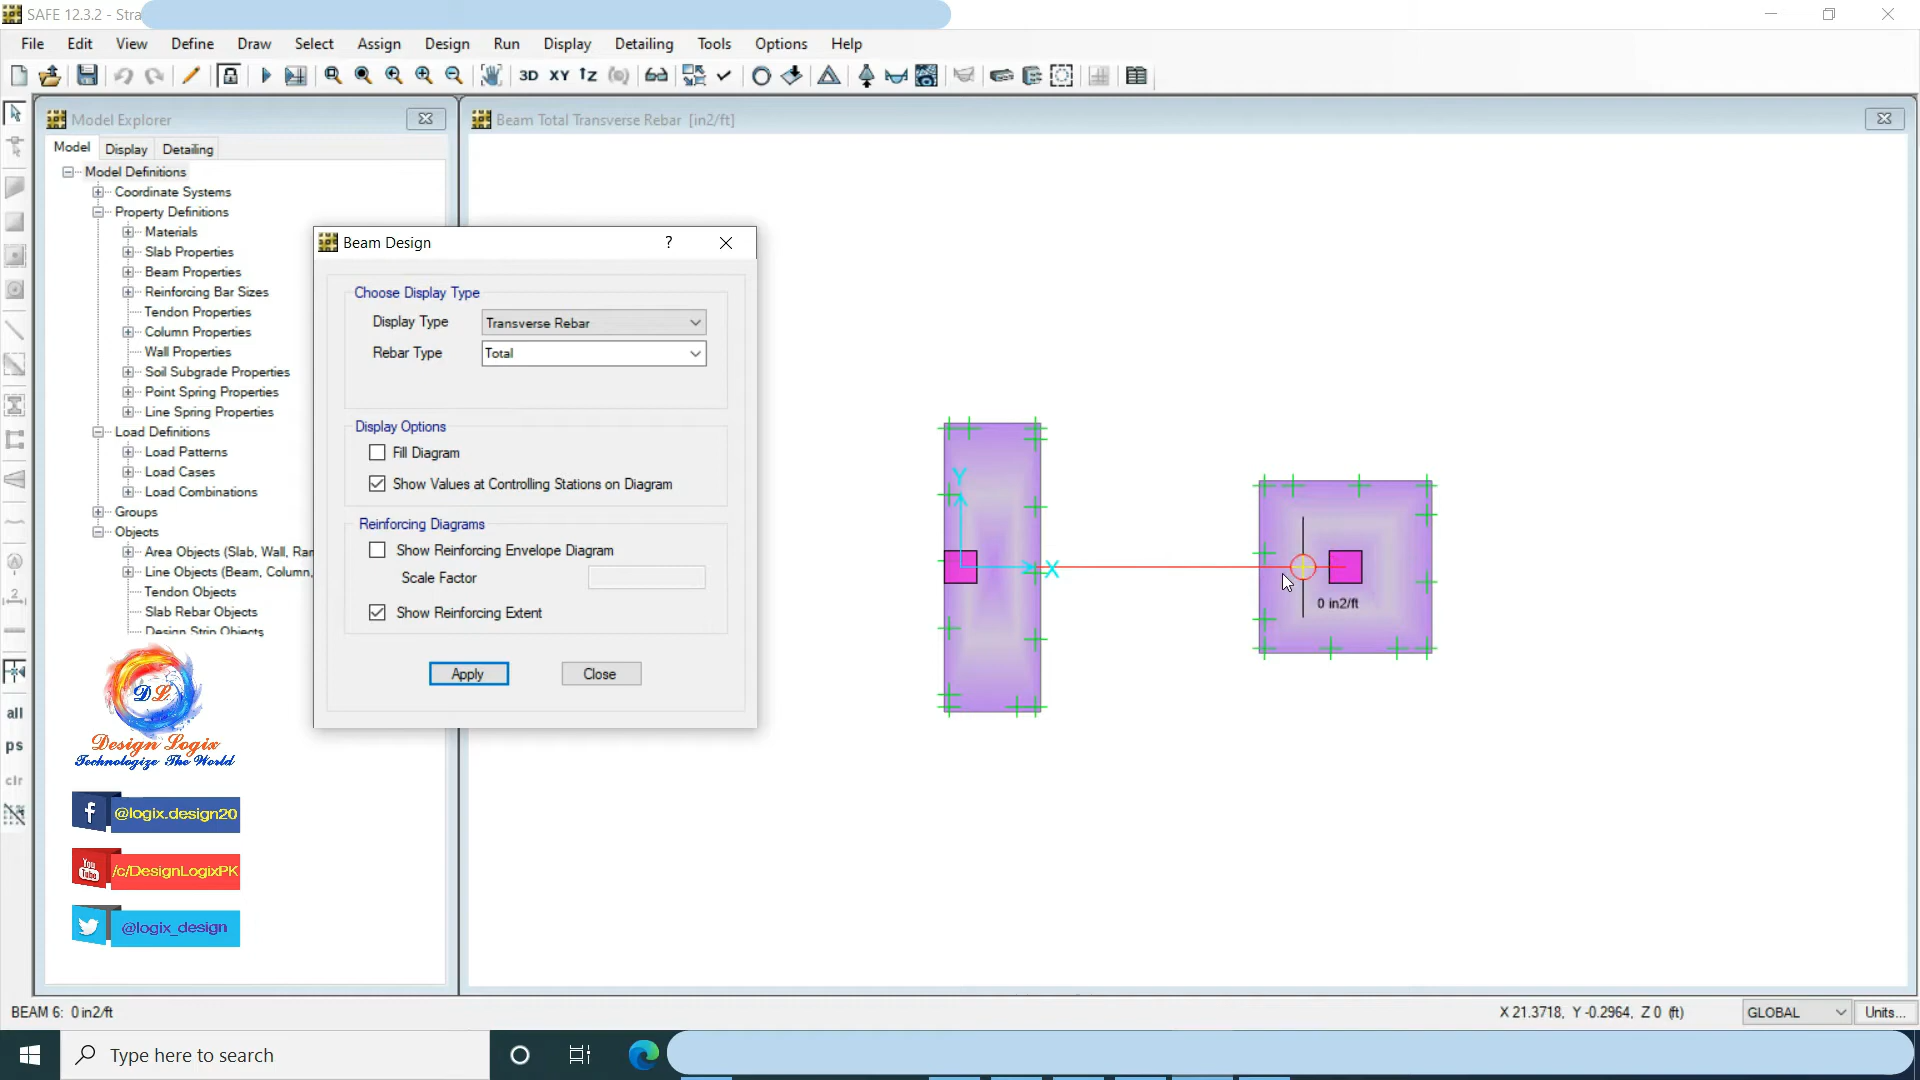 SAFE 12.3.2 - Stra
File Edit View Define Draw Select Assign Design Run Display Detailing Tools Options Help
3D XY
Model Explorer
Beam Total Transverse Rebar [in2/ft]
Model Display Detailing
Model Definitions
Coordinate Systems
Property Definitions
Materials
Slab Properties
Beam Properties
Reinforcing Bar Sizes
Tendon Properties
Column Properties
Wall Properties
Soil Subgrade Properties
Point Spring Properties
Line Spring Properties
Load Definitions
Load Patterns
Load Cases
Load Combinations
Groups
Objects
Area Objects (Slab, Wall, Rar
Line Objects (Beam, Column,
Tendon Objects
Slab Rebar Objects
Design Strip Objects
Beam Design ?
Choose Display Type
Display Type Transverse Rebar
Rebar Type Total
Display Options
Fill Diagram
Show Values at Controlling Stations on Diagram
Reinforcing Diagrams
Show Reinforcing Envelope Diagram
Scale Factor
Show Reinforcing Extent
Apply Close
Y
X
0 in2/ft
all
ps
clr
DL
Design Logix
Technologize The World
f @logix.design20
You Tube /c/DesignLogixPK
@logix_design
BEAM 6: 0 in2/ft
X 21.3718, Y -0.2964, Z 0 (ft) GLOBAL Units...
Type here to search